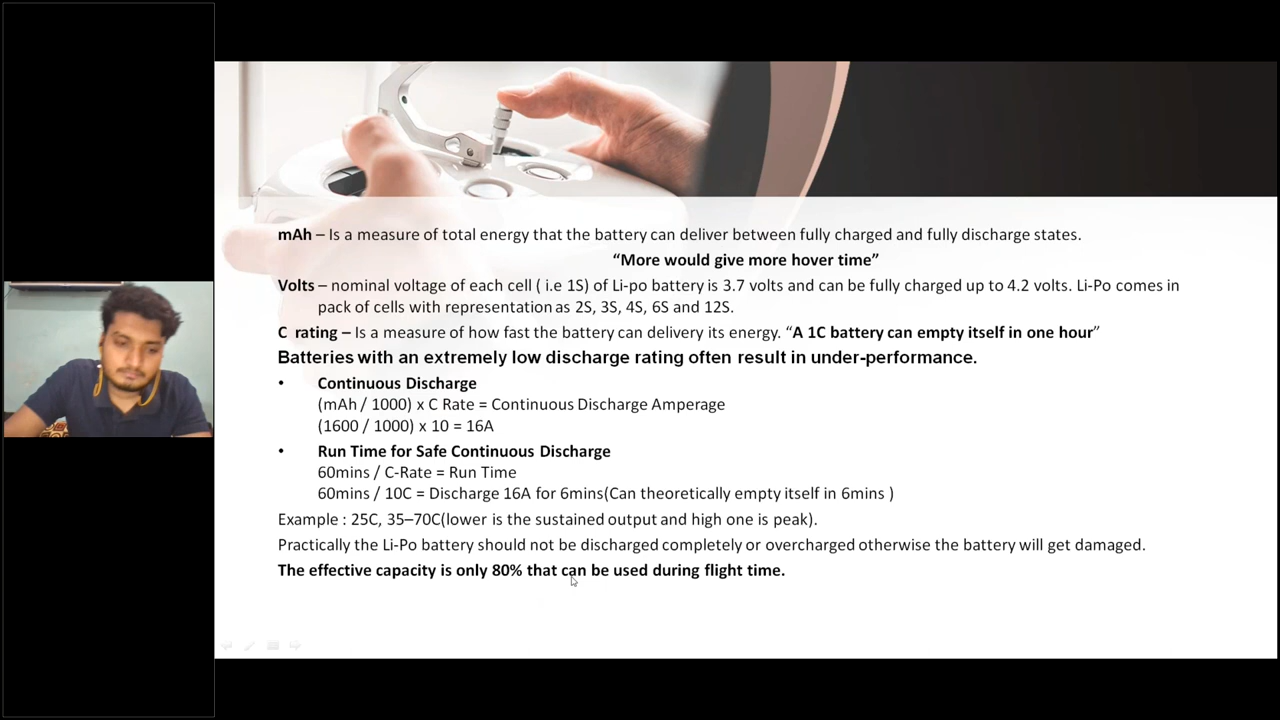 mAh – Is a measure of total energy that the battery can deliver between fully charged and fully discharge states.
“More would give more hover time”
Volts – nominal voltage of each cell ( i.e 1S) of Li-po battery is 3.7 volts and can be fully charged up to 4.2 volts. Li-Po comes in
pack of cells with representation as 2S, 3S, 4S, 6S and 12S.
C rating – Is a measure of how fast the battery can delivery its energy. “A 1C battery can empty itself in one hour”
Batteries with an extremely low discharge rating often result in under-performance.
• Continuous Discharge
(mAh / 1000) x C Rate = Continuous Discharge Amperage
(1600 / 1000) x 10 = 16A
• Run Time for Safe Continuous Discharge
60mins / C-Rate = Run Time
60mins / 10C = Discharge 16A for 6mins(Can theoretically empty itself in 6mins )
Example : 25C, 35–70C(lower is the sustained output and high one is peak).
Practically the Li-Po battery should not be discharged completely or overcharged otherwise the battery will get damaged.
The effective capacity is only 80% that can be used during flight time.